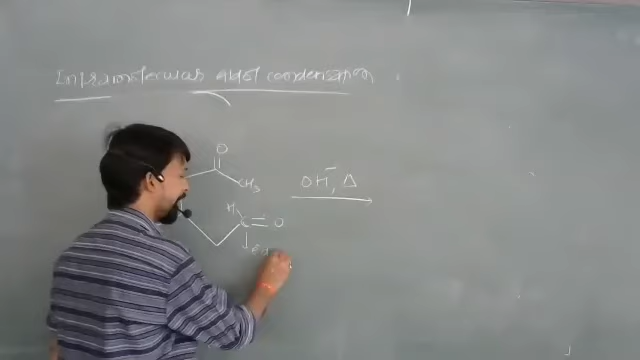 Intramolecular aldol condensation
O
CH₃
OH⁻, Δ
H
C = O